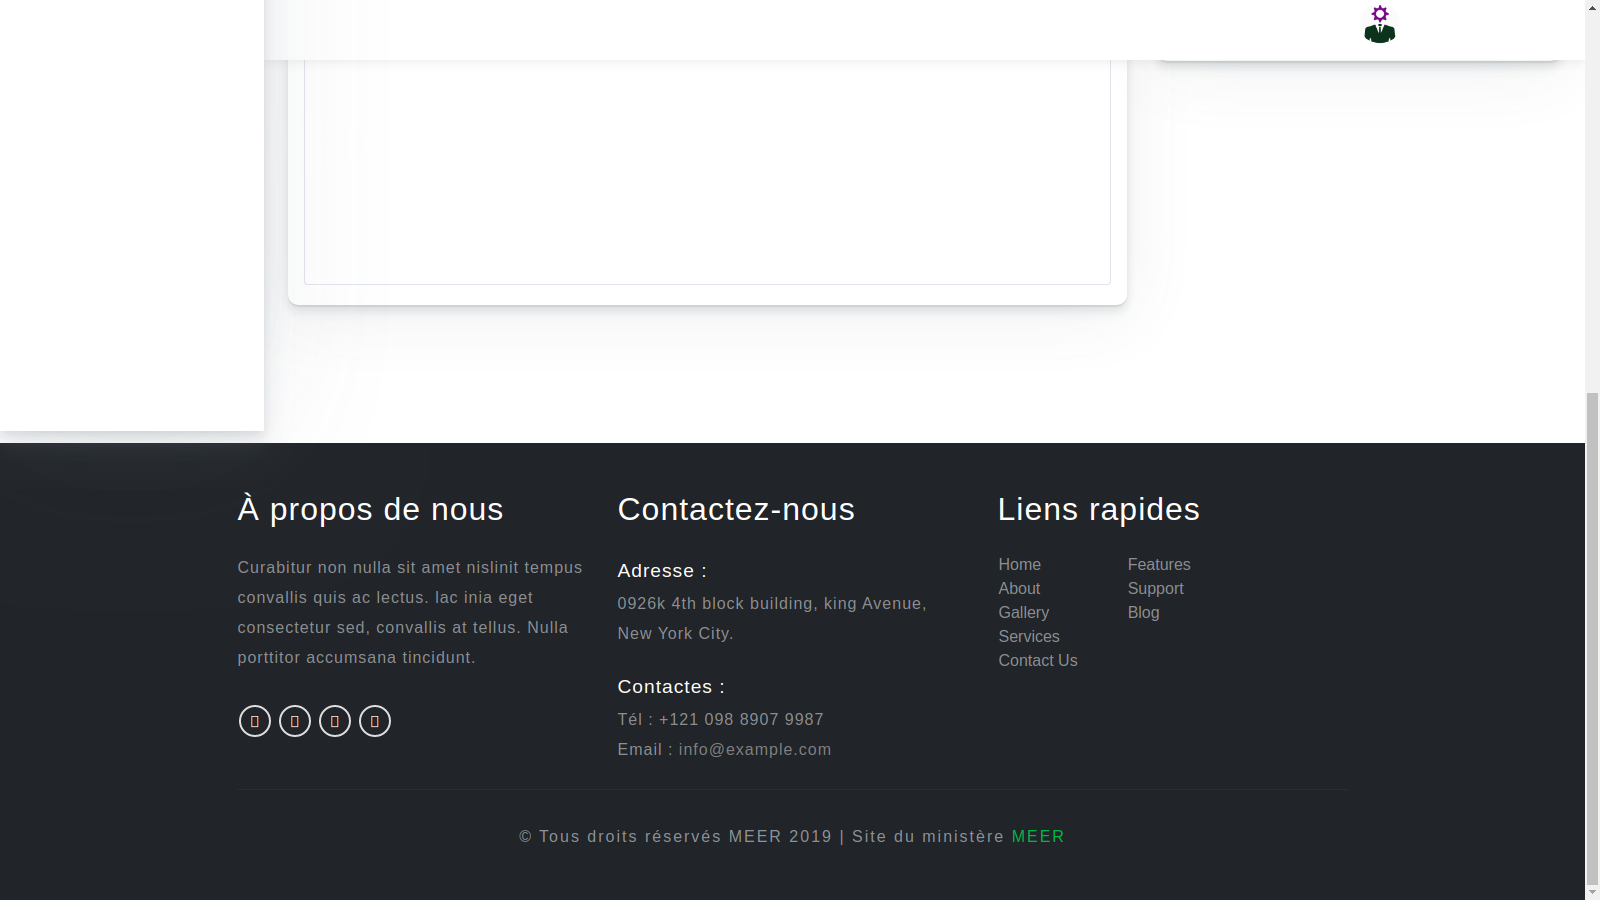 À propos de nous
Curabitur non nulla sit amet nislinit tempus
convallis quis ac lectus. lac inia eget
consectetur sed, convallis at tellus. Nulla
porttitor accumsana tincidunt.
Contactez-nous
Adresse :
0926k 4th block building, king Avenue,
New York City.
Contactes :
Tél : +121 098 8907 9987
Email : info@example.com
Liens rapides
Home
About
Gallery
Services
Contact Us
Features
Support
Blog
© Tous droits réservés MEER 2019 | Site du ministère MEER